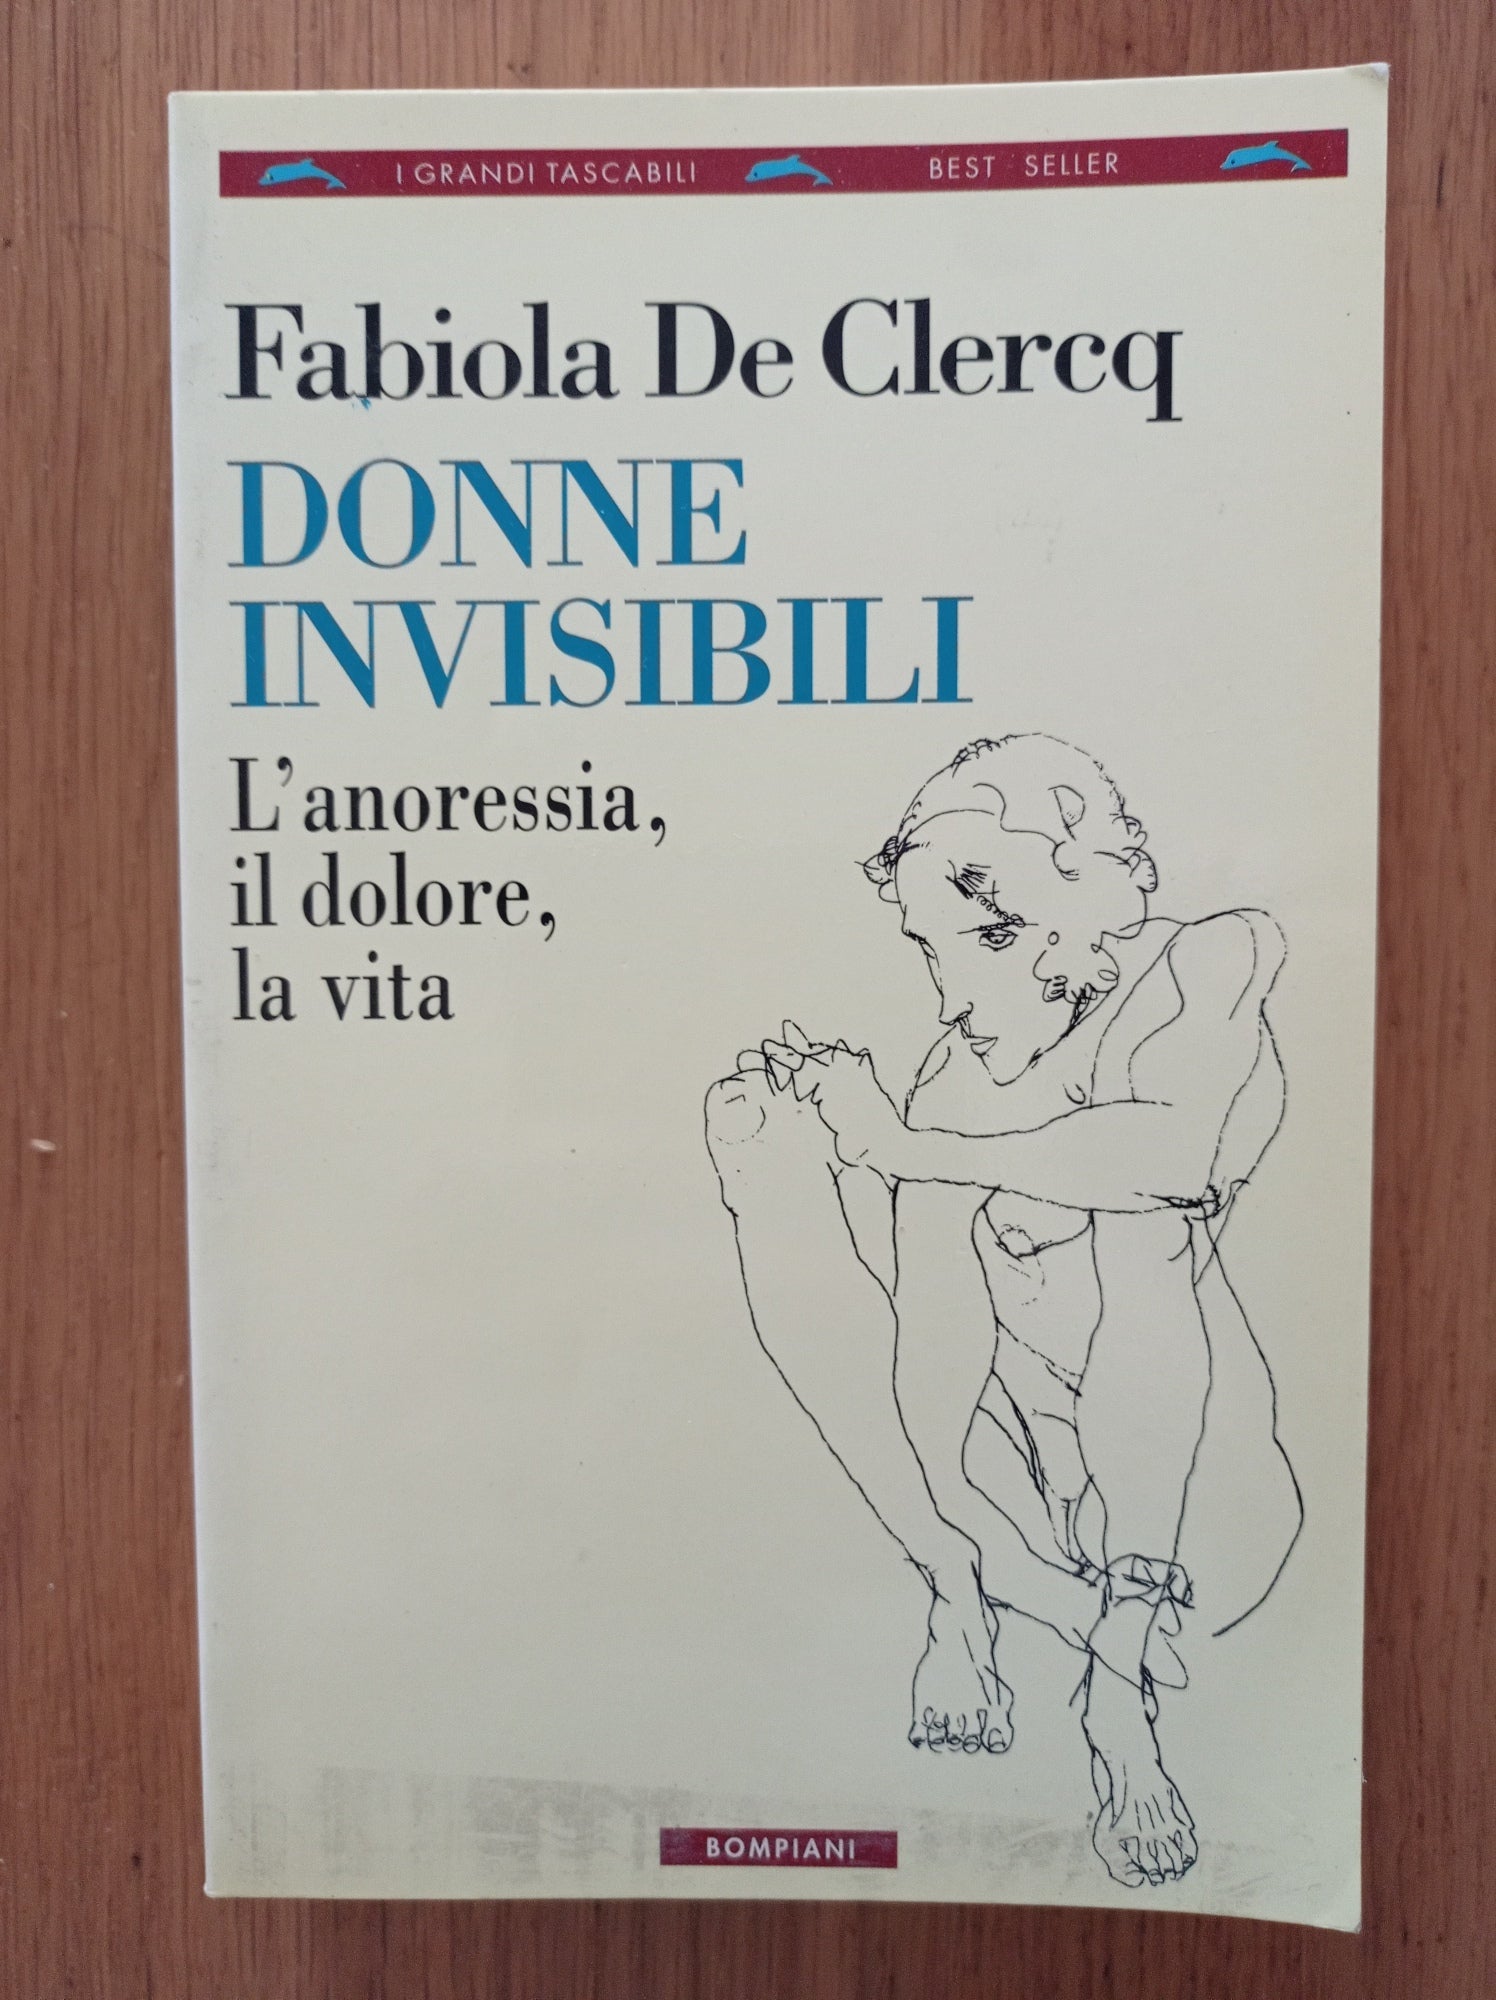 I GRANDI TASCABILI BEST SELLER
Fabiola De Clercq
DONNE
INVISIBILI
L'anoressia,
il dolore,
la vita
BOMPIANI